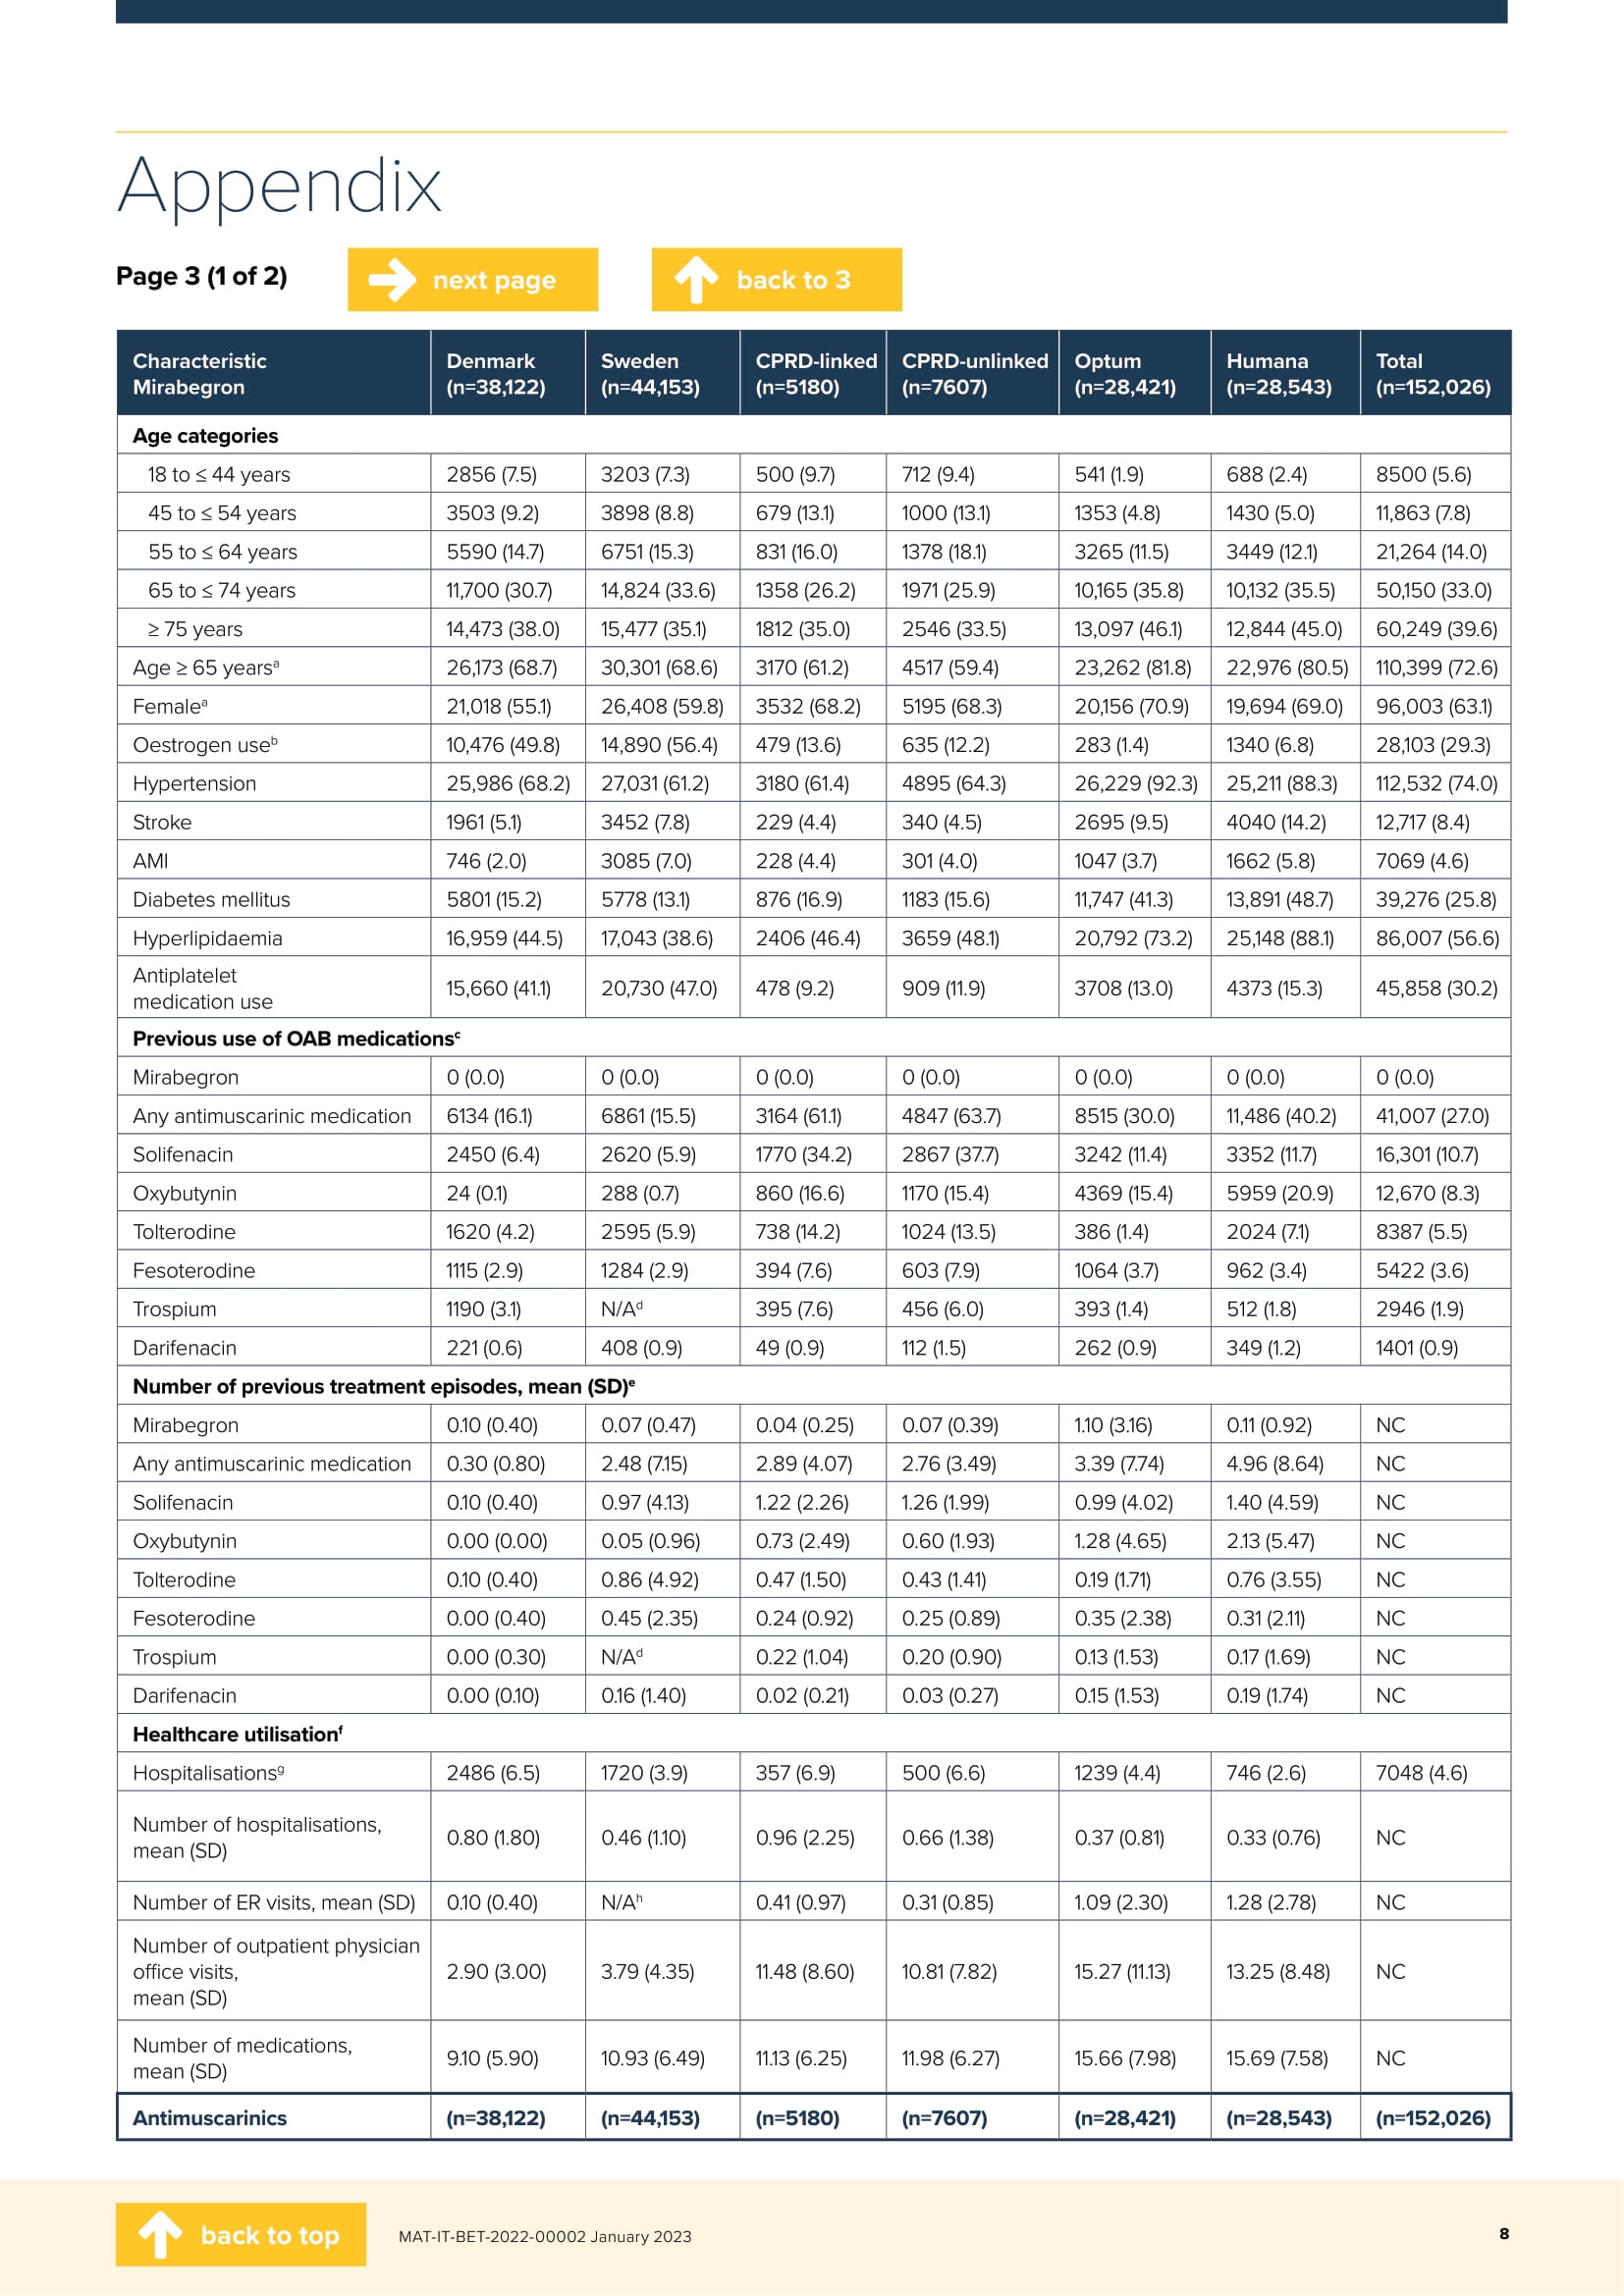 Appendix
Page 3 (1 of 2)
next page
back to 3
Characteristic Mirabegron | Denmark (n=38,122) | Sweden (n=44,153) | CPRD-linked (n=5180) | CPRD-unlinked (n=7607) | Optum (n=28,421) | Humana (n=28,543) | Total (n=152,026)
Age categories
18 to ≤ 44 years | 2856 (7.5) | 3203 (7.3) | 500 (9.7) | 712 (9.4) | 541 (1.9) | 688 (2.4) | 8500 (5.6)
45 to ≤ 54 years | 3503 (9.2) | 3898 (8.8) | 679 (13.1) | 1000 (13.1) | 1353 (4.8) | 1430 (5.0) | 11,863 (7.8)
55 to ≤ 64 years | 5590 (14.7) | 6751 (15.3) | 831 (16.0) | 1378 (18.1) | 3265 (11.5) | 3449 (12.1) | 21,264 (14.0)
65 to ≤ 74 years | 11,700 (30.7) | 14,824 (33.6) | 1358 (26.2) | 1971 (25.9) | 10,165 (35.8) | 10,132 (35.5) | 50,150 (33.0)
≥ 75 years | 14,473 (38.0) | 15,477 (35.1) | 1812 (35.0) | 2546 (33.5) | 13,097 (46.1) | 12,844 (45.0) | 60,249 (39.6)
Age ≥ 65 yearsᵃ | 26,173 (68.7) | 30,301 (68.6) | 3170 (61.2) | 4517 (59.4) | 23,262 (81.8) | 22,976 (80.5) | 110,399 (72.6)
Femaleᵃ | 21,018 (55.1) | 26,408 (59.8) | 3532 (68.2) | 5195 (68.3) | 20,156 (70.9) | 19,694 (69.0) | 96,003 (63.1)
Oestrogen useᵇ | 10,476 (49.8) | 14,890 (56.4) | 479 (13.6) | 635 (12.2) | 283 (1.4) | 1340 (6.8) | 28,103 (29.3)
Hypertension | 25,986 (68.2) | 27,031 (61.2) | 3180 (61.4) | 4895 (64.3) | 26,229 (92.3) | 25,211 (88.3) | 112,532 (74.0)
Stroke | 1961 (5.1) | 3452 (7.8) | 229 (4.4) | 340 (4.5) | 2695 (9.5) | 4040 (14.2) | 12,717 (8.4)
AMI | 746 (2.0) | 3085 (7.0) | 228 (4.4) | 301 (4.0) | 1047 (3.7) | 1662 (5.8) | 7069 (4.6)
Diabetes mellitus | 5801 (15.2) | 5778 (13.1) | 876 (16.9) | 1183 (15.6) | 11,747 (41.3) | 13,891 (48.7) | 39,276 (25.8)
Hyperlipidaemia | 16,959 (44.5) | 17,043 (38.6) | 2406 (46.4) | 3659 (48.1) | 20,792 (73.2) | 25,148 (88.1) | 86,007 (56.6)
Antiplatelet medication use | 15,660 (41.1) | 20,730 (47.0) | 478 (9.2) | 909 (11.9) | 3708 (13.0) | 4373 (15.3) | 45,858 (30.2)
Previous use of OAB medicationsᶜ
Mirabegron | 0 (0.0) | 0 (0.0) | 0 (0.0) | 0 (0.0) | 0 (0.0) | 0 (0.0) | 0 (0.0)
Any antimuscarinic medication | 6134 (16.1) | 6861 (15.5) | 3164 (61.1) | 4847 (63.7) | 8515 (30.0) | 11,486 (40.2) | 41,007 (27.0)
Solifenacin | 2450 (6.4) | 2620 (5.9) | 1770 (34.2) | 2867 (37.7) | 3242 (11.4) | 3352 (11.7) | 16,301 (10.7)
Oxybutynin | 24 (0.1) | 288 (0.7) | 860 (16.6) | 1170 (15.4) | 4369 (15.4) | 5959 (20.9) | 12,670 (8.3)
Tolterodine | 1620 (4.2) | 2595 (5.9) | 738 (14.2) | 1024 (13.5) | 386 (1.4) | 2024 (7.1) | 8387 (5.5)
Fesoterodine | 1115 (2.9) | 1284 (2.9) | 394 (7.6) | 603 (7.9) | 1064 (3.7) | 962 (3.4) | 5422 (3.6)
Trospium | 1190 (3.1) | N/Aᵈ | 395 (7.6) | 456 (6.0) | 393 (1.4) | 512 (1.8) | 2946 (1.9)
Darifenacin | 221 (0.6) | 408 (0.9) | 49 (0.9) | 112 (1.5) | 262 (0.9) | 349 (1.2) | 1401 (0.9)
Number of previous treatment episodes, mean (SD)ᵉ
Mirabegron | 0.10 (0.40) | 0.07 (0.47) | 0.04 (0.25) | 0.07 (0.39) | 1.10 (3.16) | 0.11 (0.92) | NC
Any antimuscarinic medication | 0.30 (0.80) | 2.48 (7.15) | 2.89 (4.07) | 2.76 (3.49) | 3.39 (7.74) | 4.96 (8.64) | NC
Solifenacin | 0.10 (0.40) | 0.97 (4.13) | 1.22 (2.26) | 1.26 (1.99) | 0.99 (4.02) | 1.40 (4.59) | NC
Oxybutynin | 0.00 (0.00) | 0.05 (0.96) | 0.73 (2.49) | 0.60 (1.93) | 1.28 (4.65) | 2.13 (5.47) | NC
Tolterodine | 0.10 (0.40) | 0.86 (4.92) | 0.47 (1.50) | 0.43 (1.41) | 0.19 (1.71) | 0.76 (3.55) | NC
Fesoterodine | 0.00 (0.40) | 0.45 (2.35) | 0.24 (0.92) | 0.25 (0.89) | 0.35 (2.38) | 0.31 (2.11) | NC
Trospium | 0.00 (0.30) | N/Aᵈ | 0.22 (1.04) | 0.20 (0.90) | 0.13 (1.53) | 0.17 (1.69) | NC
Darifenacin | 0.00 (0.10) | 0.16 (1.40) | 0.02 (0.21) | 0.03 (0.27) | 0.15 (1.53) | 0.19 (1.74) | NC
Healthcare utilisationᶠ
Hospitalisationsᵍ | 2486 (6.5) | 1720 (3.9) | 357 (6.9) | 500 (6.6) | 1239 (4.4) | 746 (2.6) | 7048 (4.6)
Number of hospitalisations, mean (SD) | 0.80 (1.80) | 0.46 (1.10) | 0.96 (2.25) | 0.66 (1.38) | 0.37 (0.81) | 0.33 (0.76) | NC
Number of ER visits, mean (SD) | 0.10 (0.40) | N/Aʰ | 0.41 (0.97) | 0.31 (0.85) | 1.09 (2.30) | 1.28 (2.78) | NC
Number of outpatient physician office visits, mean (SD) | 2.90 (3.00) | 3.79 (4.35) | 11.48 (8.60) | 10.81 (7.82) | 15.27 (11.13) | 13.25 (8.48) | NC
Number of medications, mean (SD) | 9.10 (5.90) | 10.93 (6.49) | 11.13 (6.25) | 11.98 (6.27) | 15.66 (7.98) | 15.69 (7.58) | NC
Antimuscarinics | (n=38,122) | (n=44,153) | (n=5180) | (n=7607) | (n=28,421) | (n=28,543) | (n=152,026)
back to top
MAT-IT-BET-2022-00002 January 2023
8